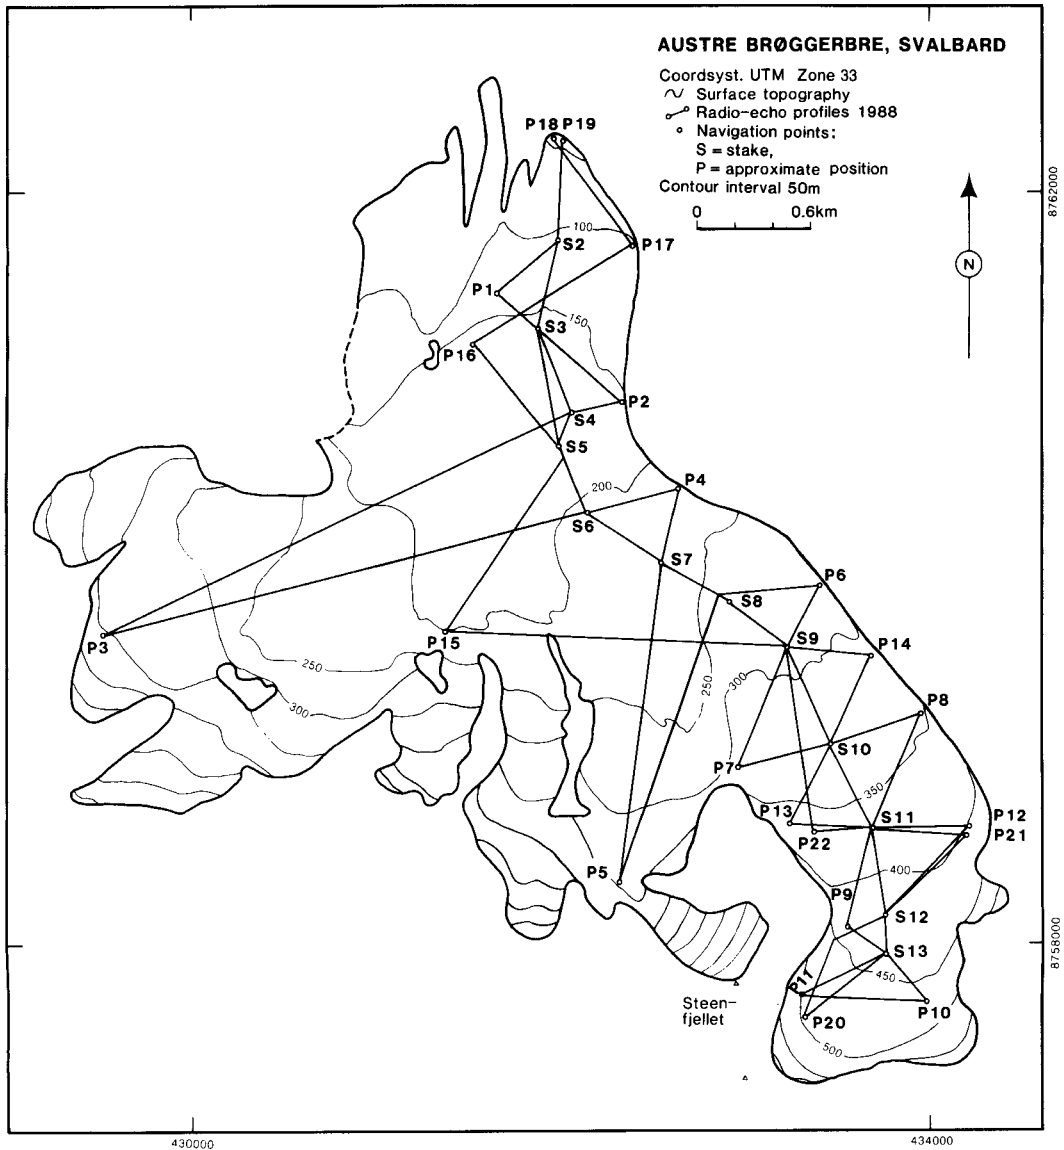 AUSTRE BRØGGERBRE, SVALBARD
Coordsyst. UTM Zone 33
Surface topography
Radio-echo profiles 1988
Navigation points:
S = stake,
P = approximate position
Contour interval 50m
0 0.6km
N
P18 P19
8762000
100
S2
P17
P1
150
S3
P16
P2
S4
S5
P4
200
S6
S7
P6
S8
P3
P15
S9
P14
250
250
300
300
P8
S10
P7
350
P13
S11
P12
P22
P21
400
P5
P9
S12
S13
8758000
450
P11
Steen-
fjellet
P10
P20
500
430000
434000